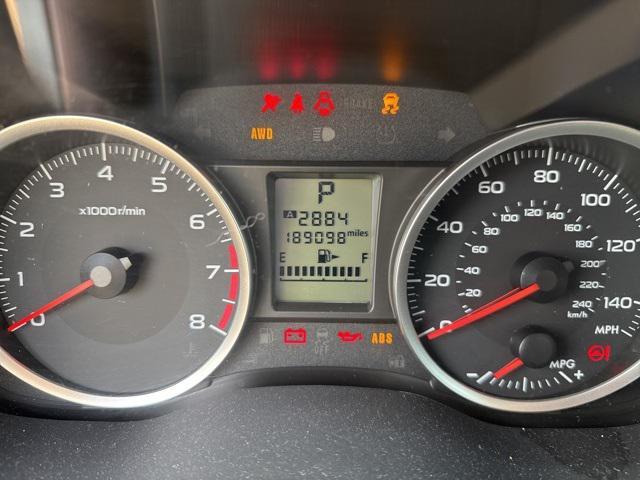 BRAKE
AWD
0 1 2 3 4 5 6 7 8
x1000r/min
P
A 2884
189098 miles
E F
OFF
ABS
0 20 40 60 80 100 120 140
MPH
20 40 60 80 100 120 140 160 180 200 220 240
km/h
- MPG +